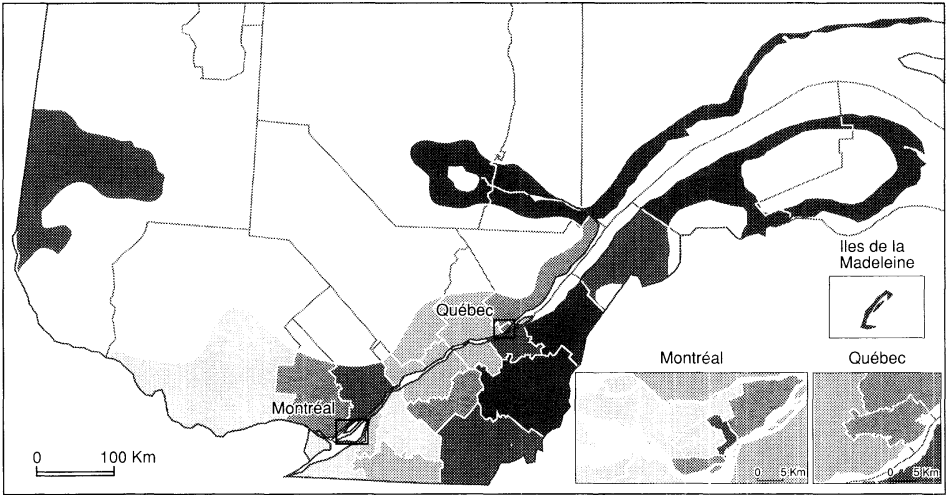 Iles de la
Madeleine
Québec
Montréal
Québec
Montréal
0 100 Km
0 5 Km
0 5 Km